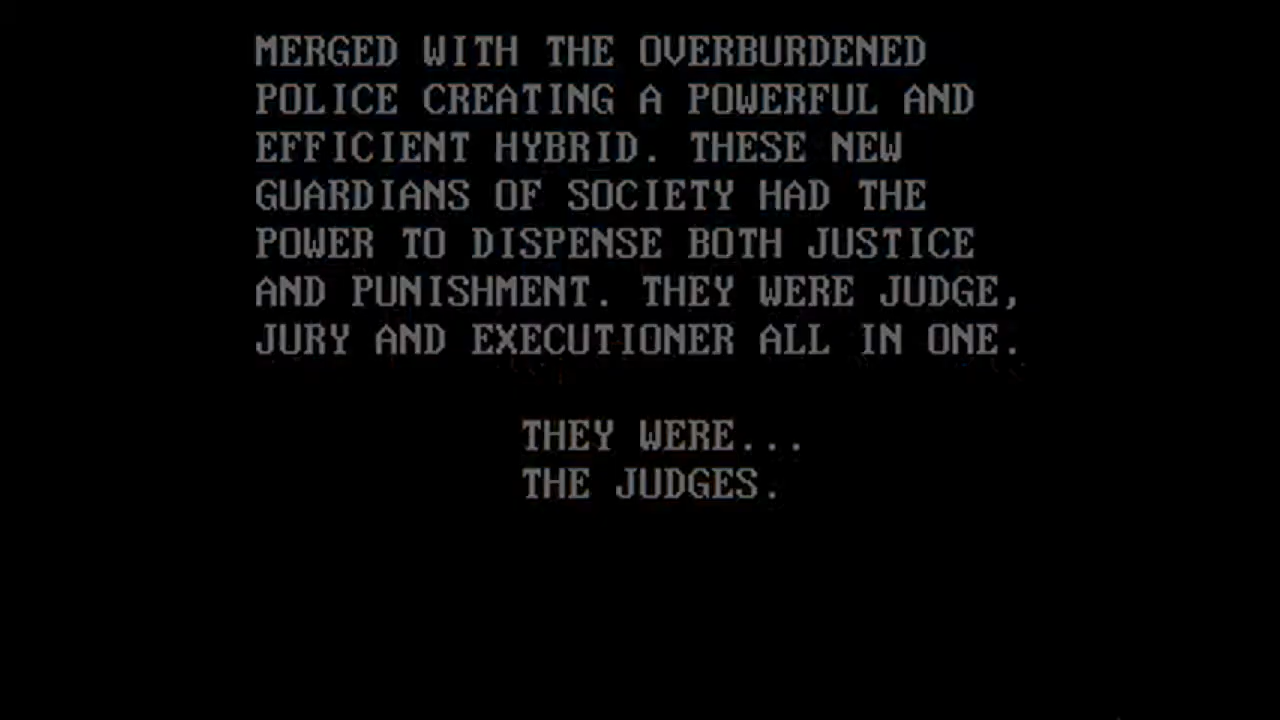 MERGED WITH THE OVERBURDENED
POLICE CREATING A POWERFUL AND
EFFICIENT HYBRID. THESE NEW
GUARDIANS OF SOCIETY HAD THE
POWER TO DISPENSE BOTH JUSTICE
AND PUNISHMENT. THEY WERE JUDGE,
JURY AND EXECUTIONER ALL IN ONE.
THEY WERE...
THE JUDGES.